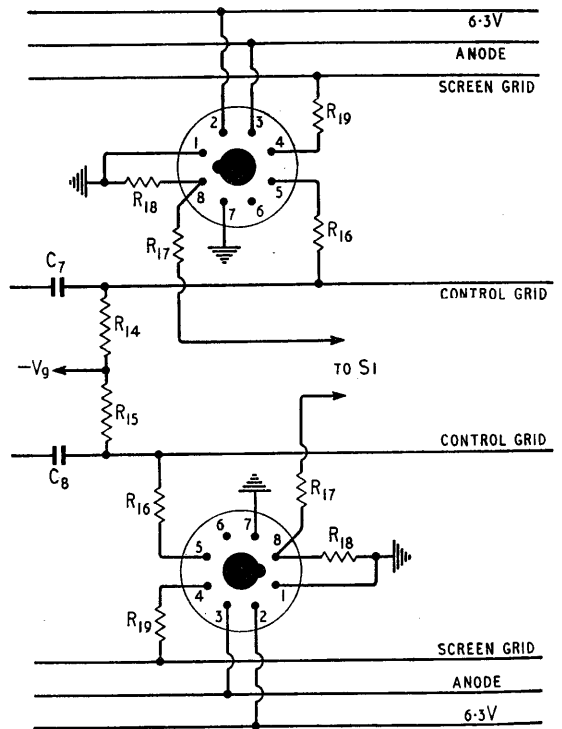 6·3V
ANODE
SCREEN GRID
2 3
1 4
R19
8 5
R18
7 6
R17
R16
C7
CONTROL GRID
R14
−Vg
TO S1
R15
CONTROL GRID
C8
R16
R17
6 7
5 8
R18
4 1
3 2
R19
SCREEN GRID
ANODE
6·3V